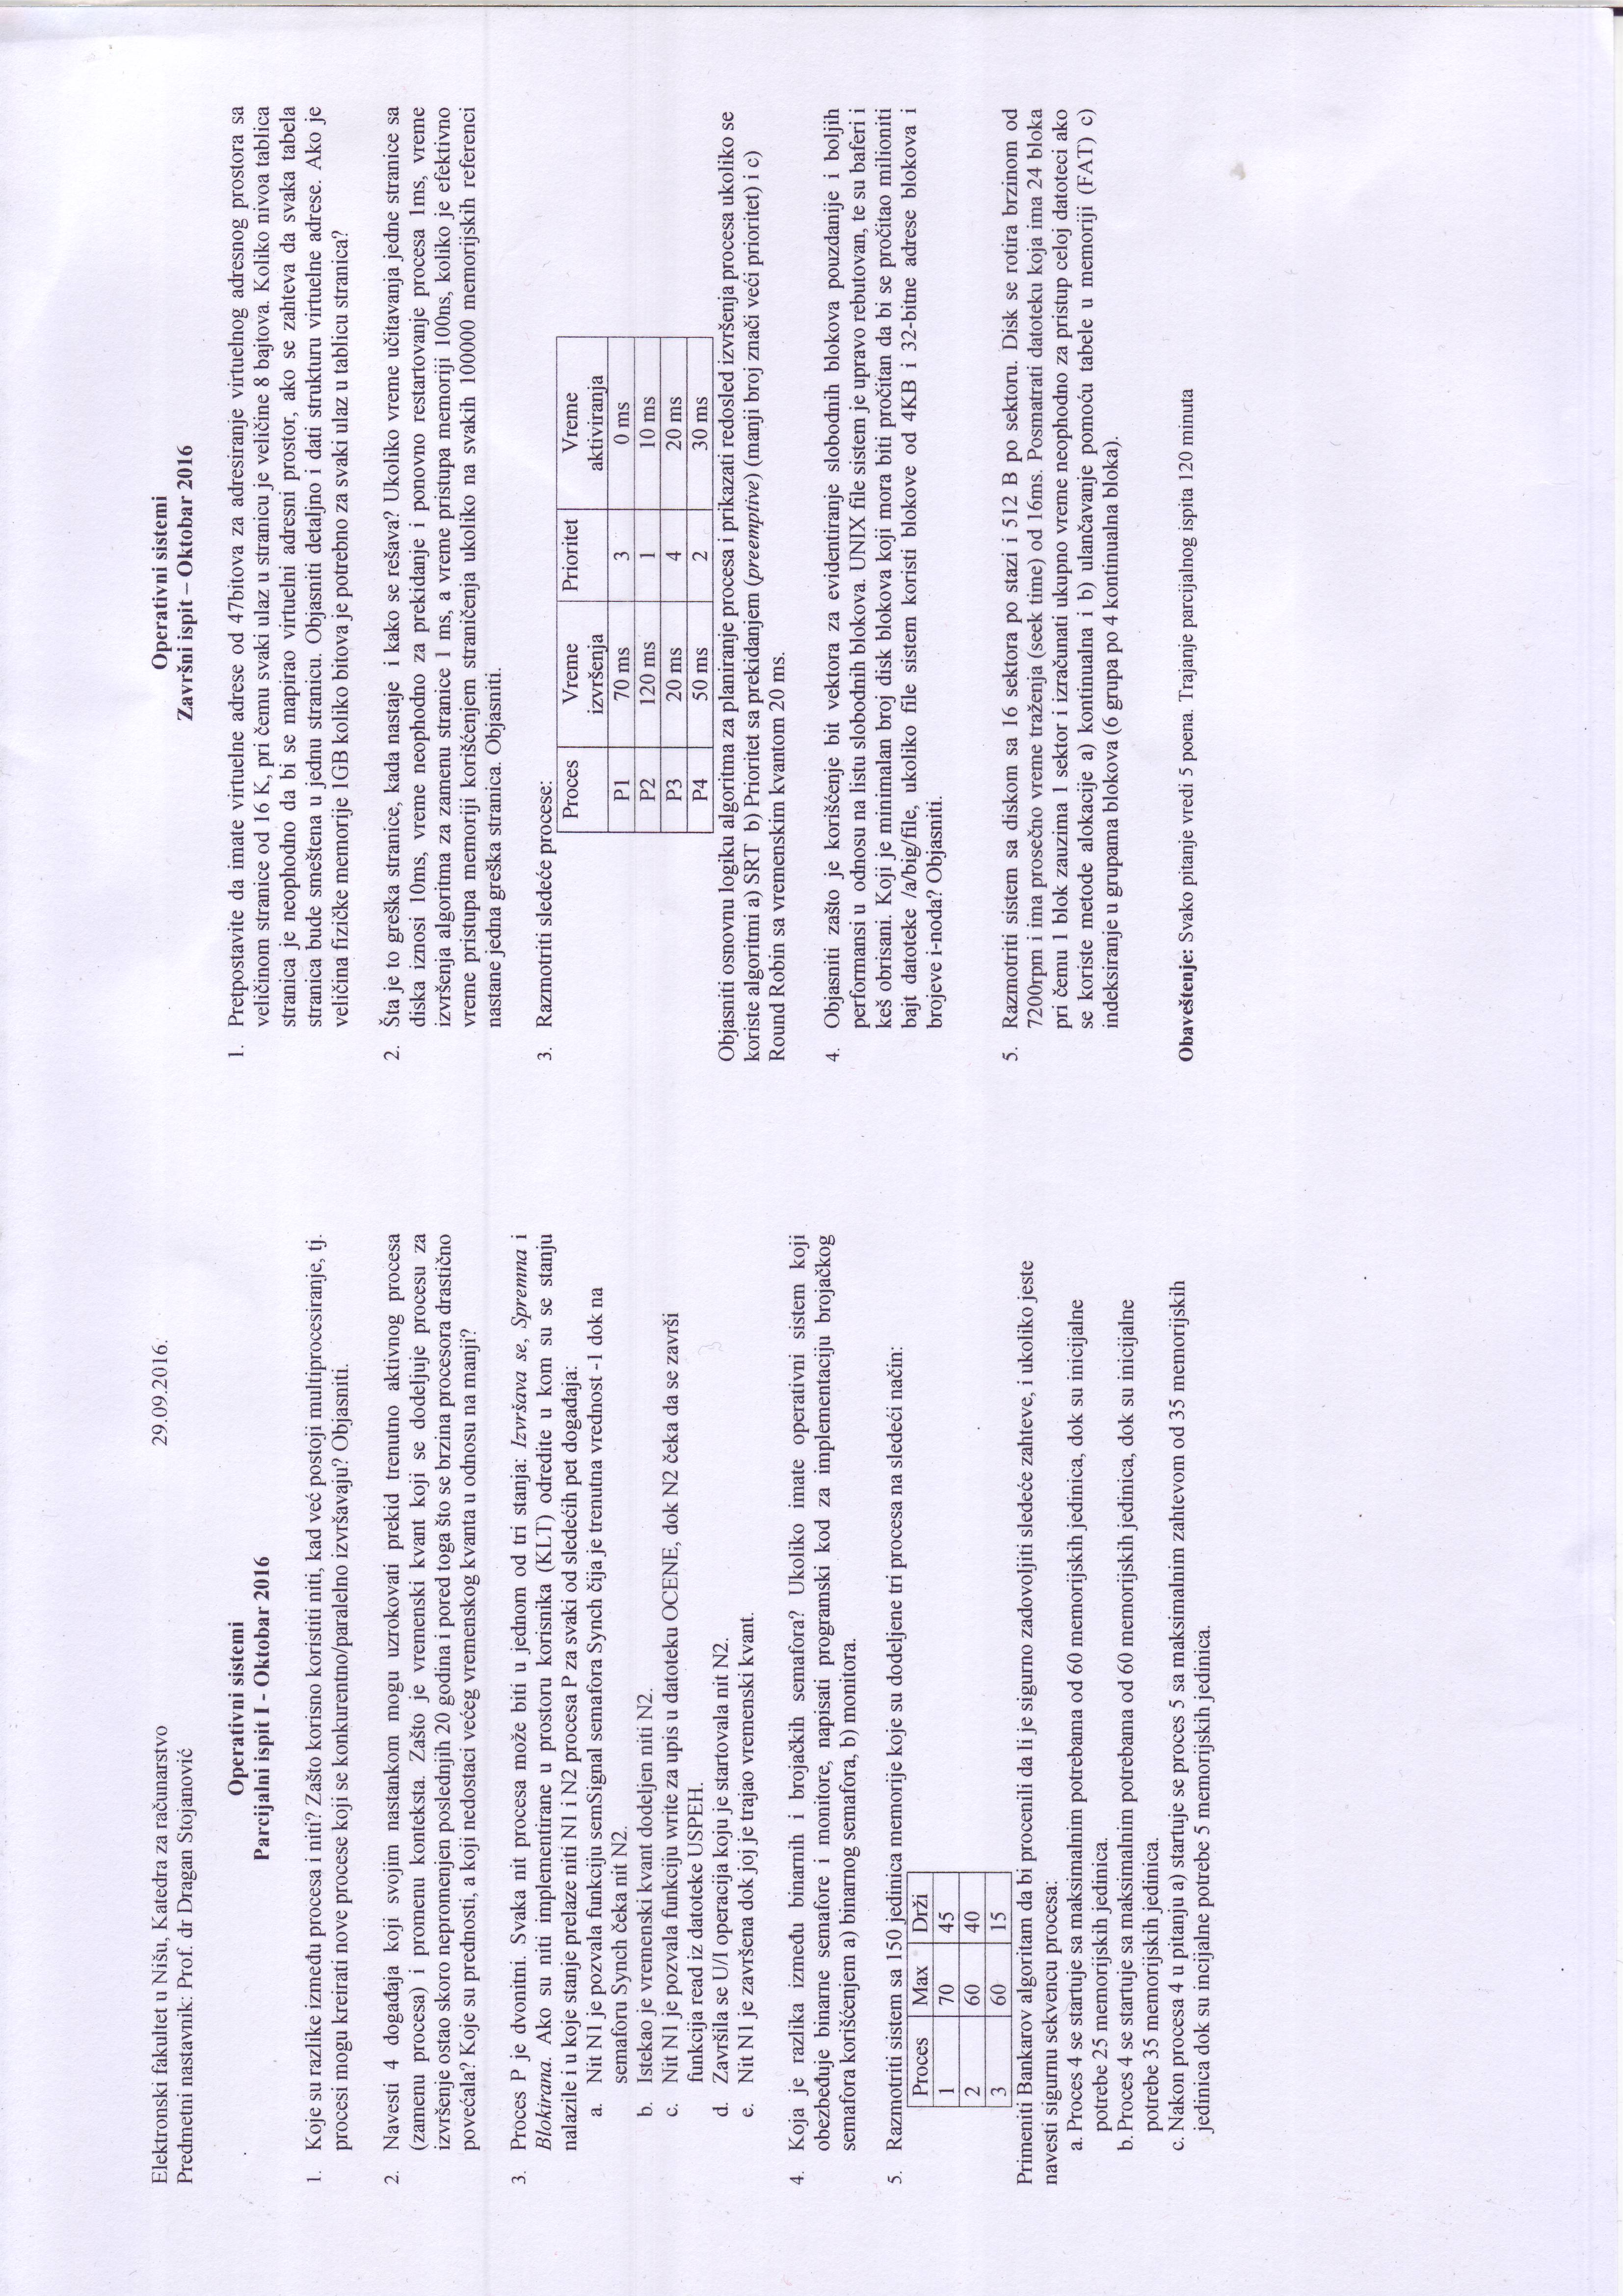 Elektronski fakultet u Nišu, Katedra za računarstvo 29.09.2016.
Predmetni nastavnik: Prof. dr Dragan Stojanović
Operativni sistemi
Parcijalni ispit I - Oktobar 2016
1. Koje su razlike između procesa i niti? Zašto korisno koristiti niti, kad već postoji multiprocesiranje, tj.
procesi mogu kreirati nove procese koji se konkurentno/paralelno izvršavaju? Objasniti.
2. Navesti 4 događaja koji svojim nastankom mogu uzrokovati prekid trenutno aktivnog procesa
(zamenu procesa) i promenu konteksta. Zašto je vremenski kvant koji se dodeljuje procesu za
izvršenje ostao skoro nepromenjen poslednjih 20 godina i pored toga što se brzina procesora drastično
povećala? Koje su prednosti, a koji nedostaci većeg vremenskog kvanta u odnosu na manji?
3. Proces P je dvonitni. Svaka nit procesa može biti u jednom od tri stanja: Izvršava se, Spremna i
Blokirana. Ako su niti implementirane u prostoru korisnika (KLT) odredite u kom su se stanju
nalazile i u koje stanje prelaze niti N1 i N2 procesa P za svaki od sledećih pet događaja:
a. Nit N1 je pozvala funkciju semSignal semafora Synch čija je trenutna vrednost -1 dok na
semaforu Synch čeka nit N2.
b. Istekao je vremenski kvant dodeljen niti N2.
c. Nit N1 je pozvala funkciju write za upis u datoteku OCENE, dok N2 čeka da se završi
funkcija read iz datoteke USPEH.
d. Završila se U/I operacija koju je startovala nit N2.
e. Nit N1 je završena dok joj je trajao vremenski kvant.
4. Koja je razlika između binarnih i brojačkih semafora? Ukoliko imate operativni sistem koji
obezbeđuje binarne semafore i monitore, napisati programski kod za implementaciju brojačkog
semafora korišćenjem a) binarnog semafora, b) monitora.
5. Razmotriti sistem sa 150 jedinica memorije koje su dodeljene tri procesa na sledeći način:
Proces Max Drži
1 70 45
2 60 40
3 60 15
Primeniti Bankarov algoritam da bi procenili da li je sigurno zadovoljiti sledeće zahteve, i ukoliko jeste
navesti sigurnu sekvencu procesa:
a. Proces 4 se startuje sa maksimalnim potrebama od 60 memorijskih jedinica, dok su inicijalne
potrebe 25 memorijskih jedinica.
b. Proces 4 se startuje sa maksimalnim potrebama od 60 memorijskih jedinica, dok su inicijalne
potrebe 35 memorijskih jedinica.
c. Nakon procesa 4 u pitanju a) startuje se proces 5 sa maksimalnim zahtevom od 35 memorijskih
jedinica dok su incijalne potrebe 5 memorijskih jedinica.
Operativni sistemi
Završni ispit – Oktobar 2016
1. Pretpostavite da imate virtuelne adrese od 47bitova za adresiranje virtuelnog adresnog prostora sa
veličinom stranice od 16 K, pri čemu svaki ulaz u stranicu je veličine 8 bajtova. Koliko nivoa tablica
stranica je neophodno da bi se mapirao virtuelni adresni prostor, ako se zahteva da svaka tabela
stranica bude smeštena u jednu stranicu. Objasniti detaljno i dati strukturu virtuelne adrese. Ako je
veličina fizičke memorije 1GB koliko bitova je potrebno za svaki ulaz u tablicu stranica?
2. Šta je to greška stranice, kada nastaje i kako se rešava? Ukoliko vreme učitavanja jedne stranice sa
diska iznosi 10ms, vreme neophodno za prekidanje i ponovno restartovanje procesa 1ms, vreme
izvršenja algoritma za zamenu stranice 1 ms, a vreme pristupa memoriji 100ns, koliko je efektivno
vreme pristupa memoriji korišćenjem straničenja ukoliko na svakih 100000 memorijskih referenci
nastane jedna greška stranica. Objasniti.
3. Razmotriti sledeće procese:
Proces Vreme Prioritet Vreme
izvršenja aktiviranja
P1 70 ms 3 0 ms
P2 120 ms 1 10 ms
P3 20 ms 4 20 ms
P4 50 ms 2 30 ms
Objasniti osnovnu logiku algoritma za planiranje procesa i prikazati redosled izvršenja procesa ukoliko se
koriste algoritmi a) SRT b) Prioritet sa prekidanjem (preemptive) (manji broj znači veći prioritet) i c)
Round Robin sa vremenskim kvantom 20 ms.
4. Objasniti zašto je korišćenje bit vektora za evidentiranje slobodnih blokova pouzdanije i boljih
performansi u odnosu na listu slobodnih blokova. UNIX file sistem je upravo rebutovan, te su baferi i
keš obrisani. Koji je minimalan broj disk blokova koji mora biti pročitan da bi se pročitao milioniti
bajt datoteke /a/big/file, ukoliko file sistem koristi blokove od 4KB i 32-bitne adrese blokova i
brojeve i-noda? Objasniti.
5. Razmotriti sistem sa diskom sa 16 sektora po stazi i 512 B po sektoru. Disk se rotira brzinom od
7200rpm i ima prosečno vreme traženja (seek time) od 16ms. Posmatrati datoteku koja ima 24 bloka
pri čemu 1 blok zauzima 1 sektor i izračunati ukupno vreme neophodno za pristup celoj datoteci ako
se koriste metode alokacije a) kontinualna i b) ulančavanje pomoću tabele u memoriji (FAT) c)
indeksiranje u grupama blokova (6 grupa po 4 kontinualna bloka).
Obaveštenje: Svako pitanje vredi 5 poena. Trajanje parcijalnog ispita 120 minuta